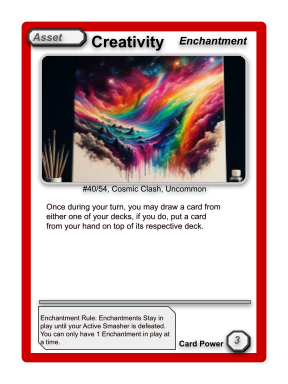 Asset
Creativity
Enchantment
#40/54, Cosmic Clash, Uncommon
Once during your turn, you may draw a card from
either one of your decks, if you do, put a card
from your hand on top of its respective deck.
Enchantment Rule: Enchantments Stay in
play until your Active Smasher is defeated.
You can only have 1 Enchantment in play at
a time.
Card Power
3